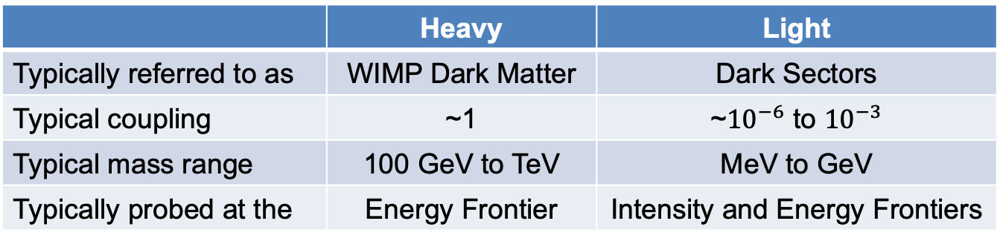 Heavy Light
Typically referred to as WIMP Dark Matter Dark Sectors
Typical coupling ~1 ~10⁻⁶ to 10⁻³
Typical mass range 100 GeV to TeV MeV to GeV
Typically probed at the Energy Frontier Intensity and Energy Frontiers